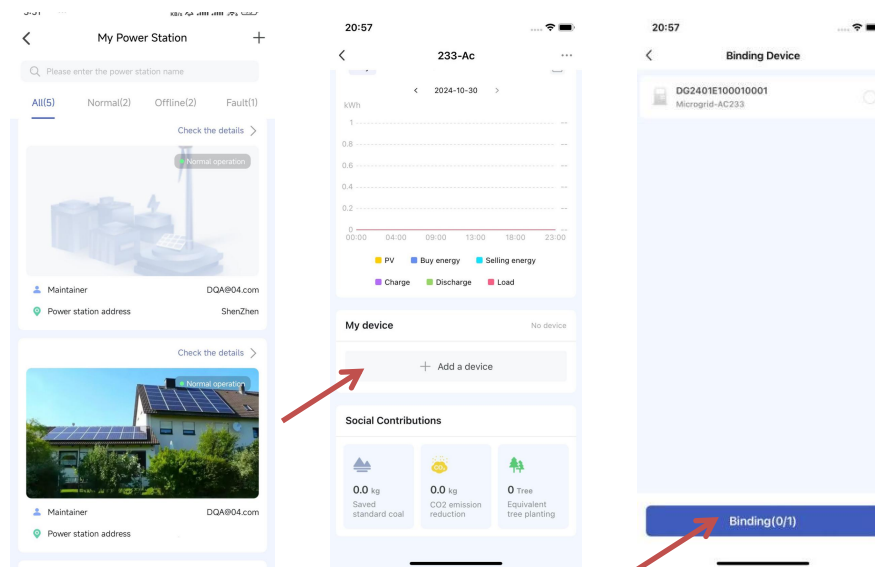 My Power Station
Please enter the power station name
All(5) Normal(2) Offline(2) Fault(1)
Check the details
Normal operation
Maintainer DQA@04.com
Power station address ShenZhen
Check the details
Normal operation
Maintainer DQA@04.com
Power station address
20:57
233-Ac
2024-10-30
kWh
1 --
0.8 --
0.6 --
0.4 --
0.2 --
0 --
00:00 04:00 09:00 13:00 18:00 23:00
PV Buy energy Selling energy
Charge Discharge Load
My device No device
Add a device
Social Contributions
CO₂
0.0 kg 0.0 kg 0 Tree
Saved CO2 emission Equivalent
standard coal reduction tree planting
20:57
Binding Device
DG2401E100010001
Microgrid-AC233
Binding(0/1)